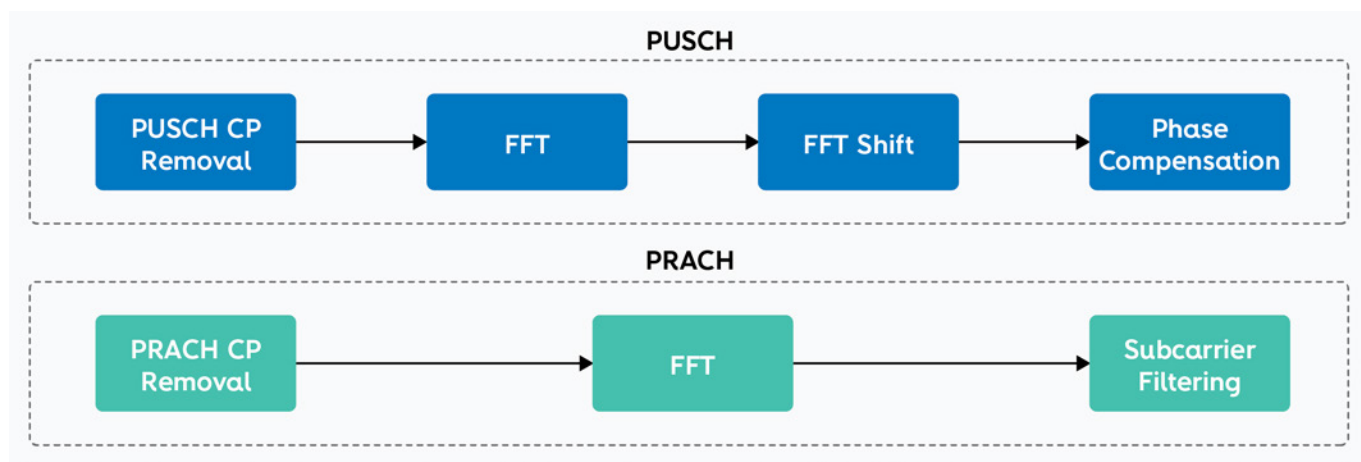 PUSCH
PUSCH CP
Removal
FFT
FFT Shift
Phase
Compensation
PRACH
PRACH CP
Removal
FFT
Subcarrier
Filtering